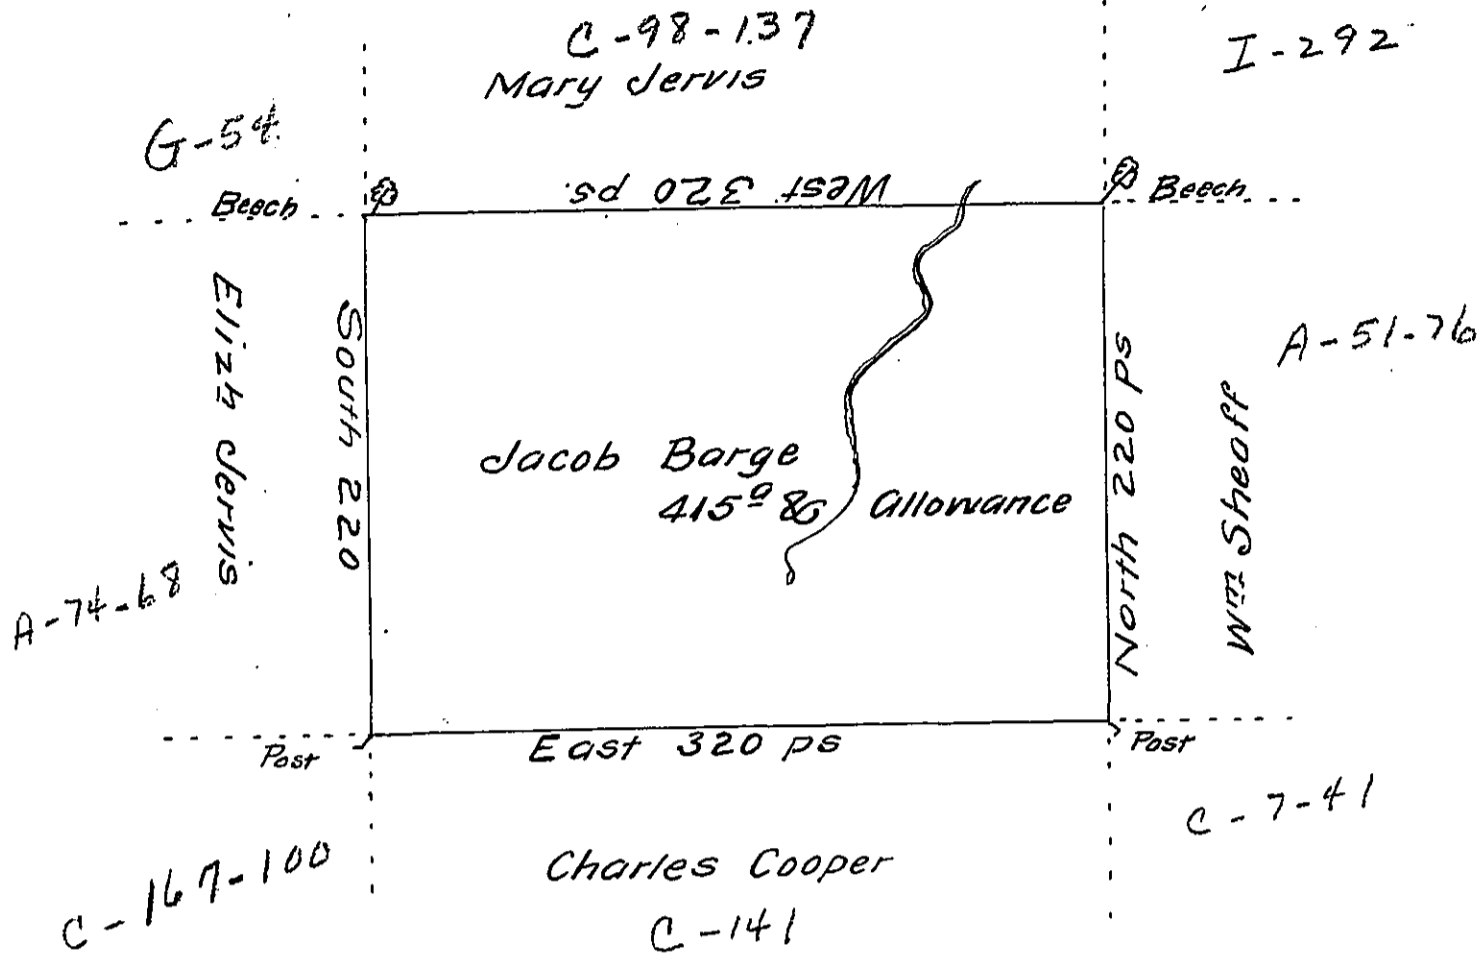 C-98-137
Mary Jervis
I-292
G-54
Beech
West 320 ps.
Beech
Elizh Jervis
South 220
Jacob Barge
415a & Allowance
North 220 ps
Wm Sheaff
A-51-76
A-74-68
Post
East 320 ps
Post
C-7-41
C-167-100
Charles Cooper
C-141